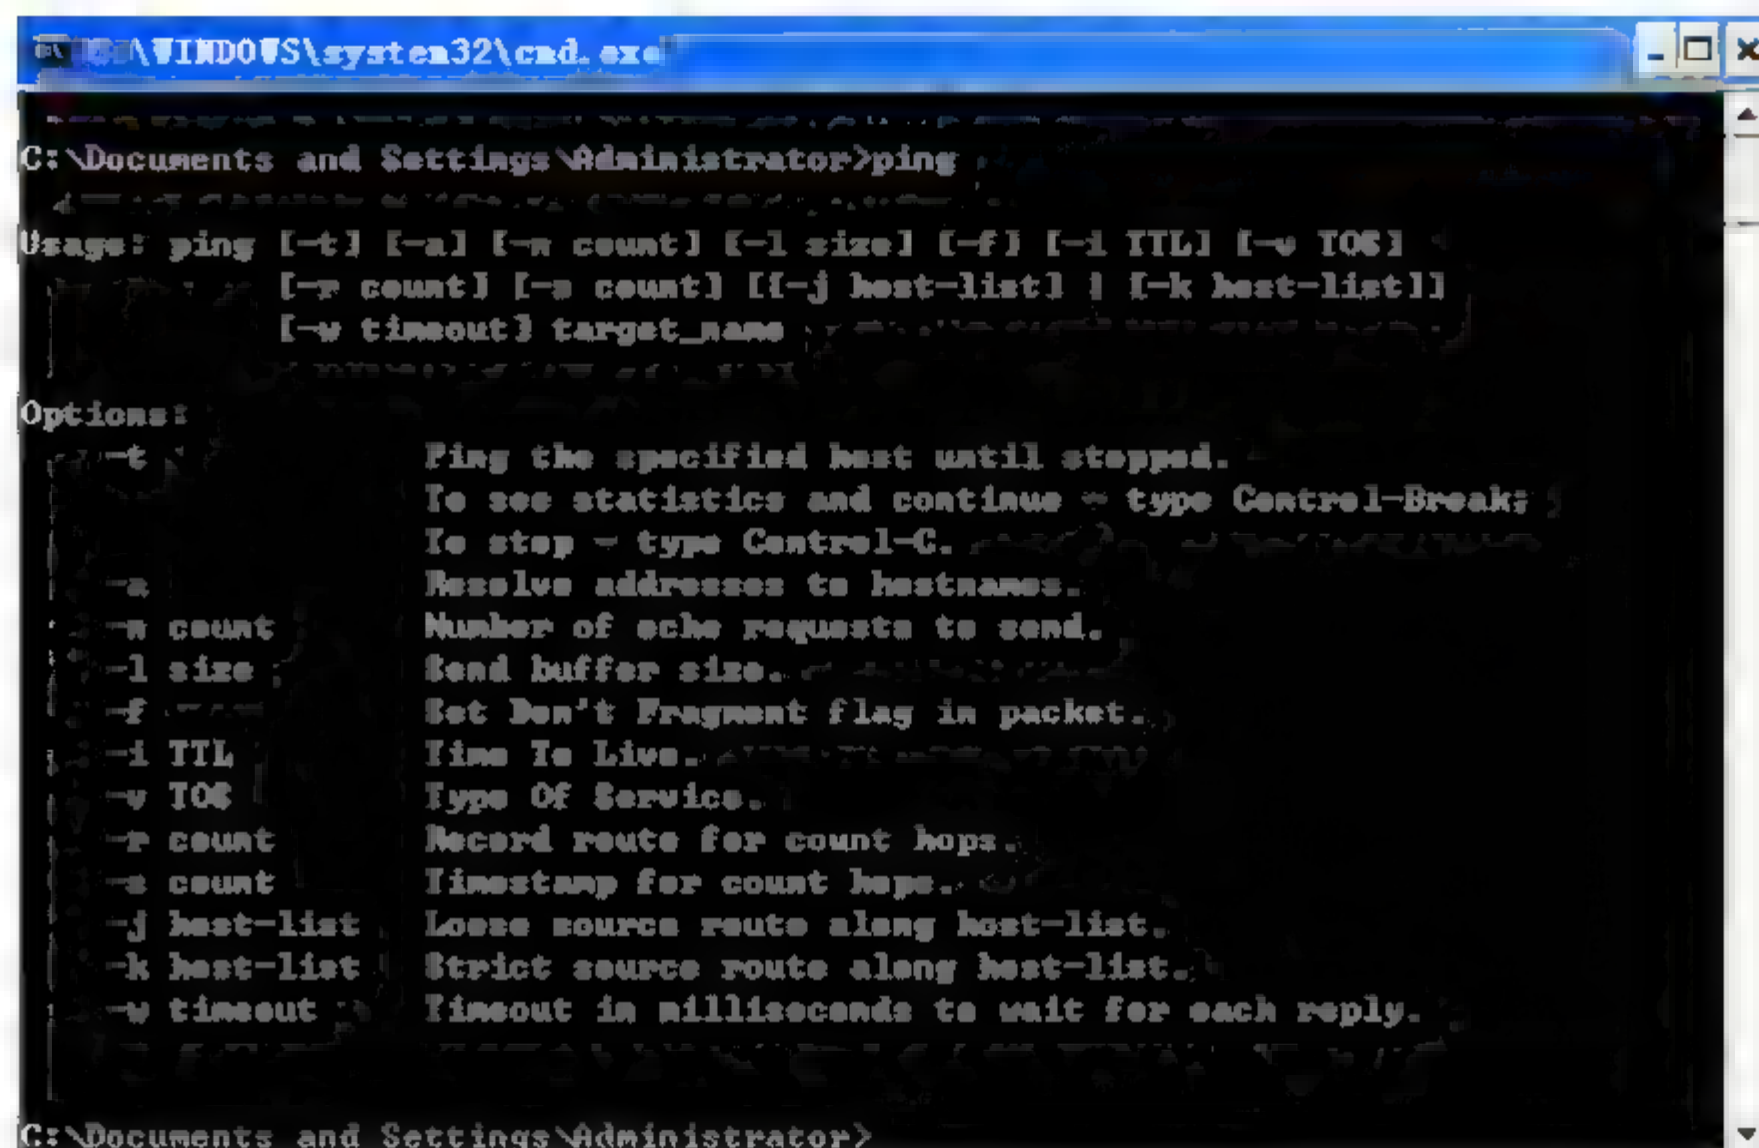 \WINDOWS\system32\cmd.exe
C:\Documents and Settings\Administrator>ping
Usage: ping [-t] [-a] [-n count] [-l size] [-f] [-i TTL] [-v TOS]
[-r count] [-s count] [[-j host-list] | [-k host-list]]
[-w timeout] target_name
Options:
-t Ping the specified host until stopped.
To see statistics and continue - type Control-Break;
To stop - type Control-C.
-a Resolve addresses to hostnames.
-n count Number of echo requests to send.
-l size Send buffer size.
-f Set Don't Fragment flag in packet.
-i TTL Time To Live.
-v TOS Type Of Service.
-r count Record route for count hops.
-s count Timestamp for count hops.
-j host-list Loose source route along host-list.
-k host-list Strict source route along host-list.
-w timeout Timeout in milliseconds to wait for each reply.
C:\Documents and Settings\Administrator>